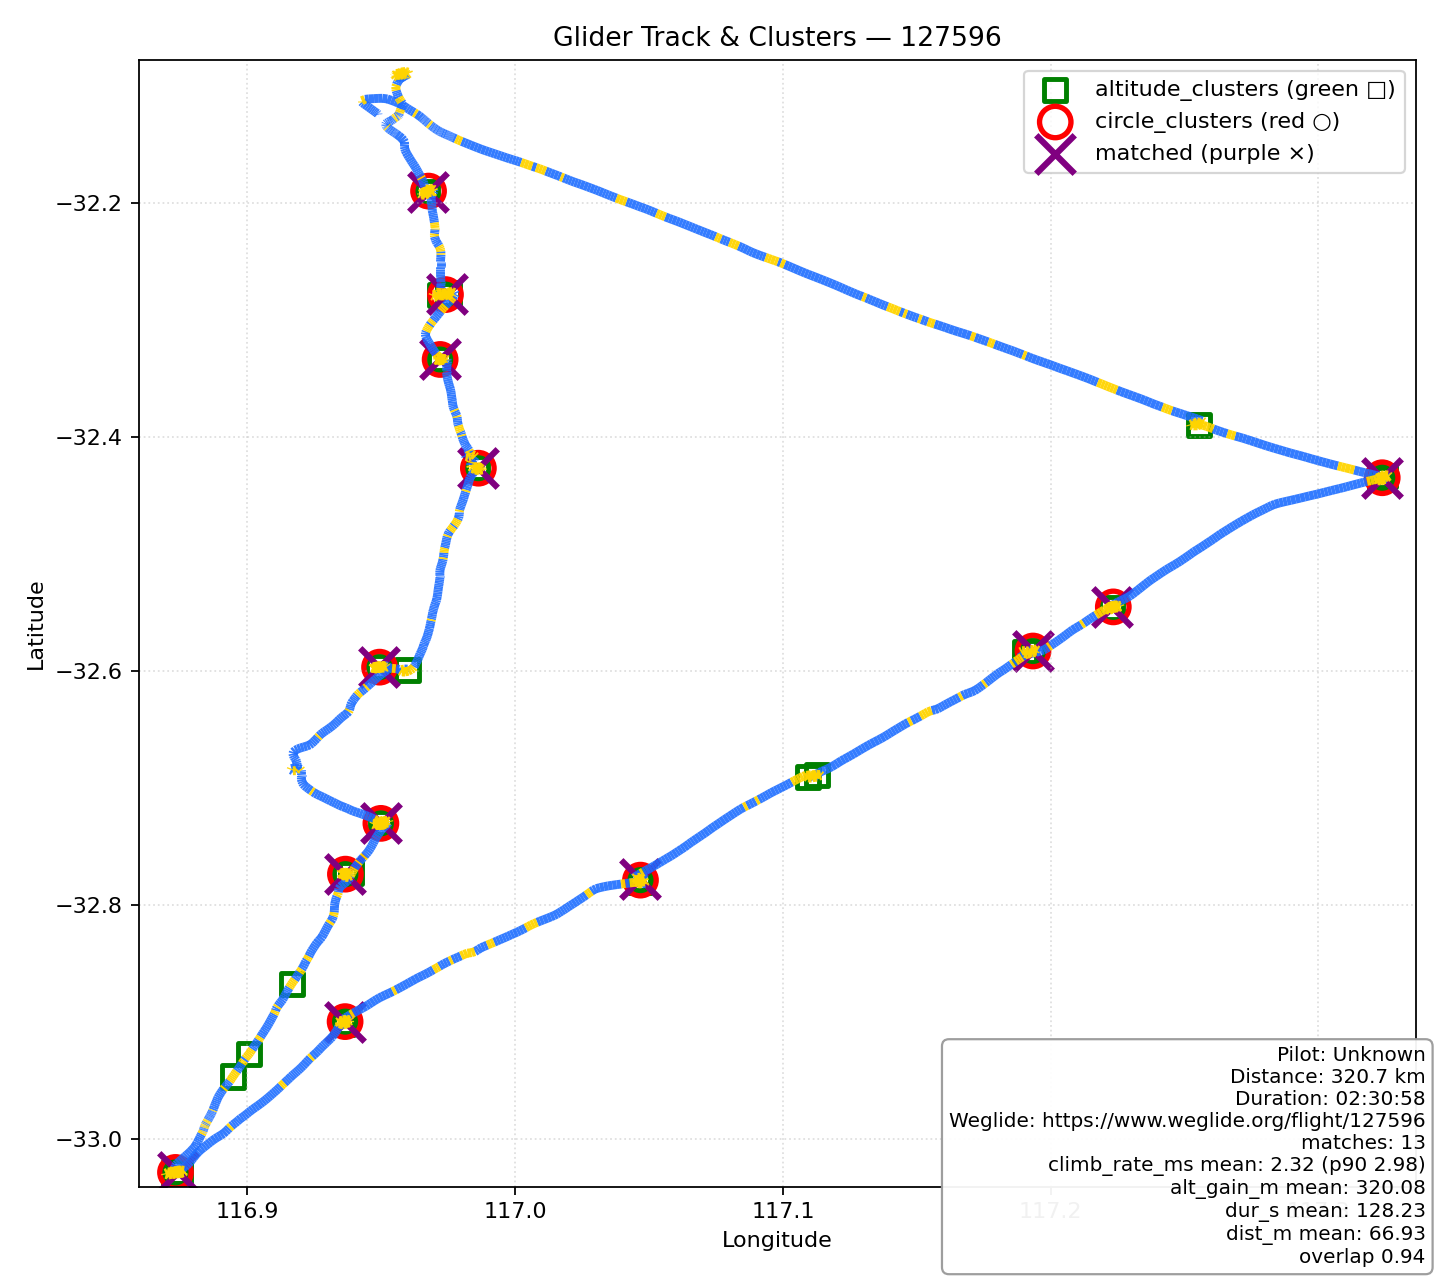 Glider Track & Clusters — 127596
altitude_clusters (green □)
circle_clusters (red ○)
matched (purple ×)
−32.2
−32.4
−32.6
−32.8
−33.0
Latitude
116.9
117.0
117.1
117.2
Longitude
Pilot: Unknown
Distance: 320.7 km
Duration: 02:30:58
Weglide: https://www.weglide.org/flight/127596
matches: 13
climb_rate_ms mean: 2.32 (p90 2.98)
alt_gain_m mean: 320.08
dur_s mean: 128.23
dist_m mean: 66.93
overlap 0.94